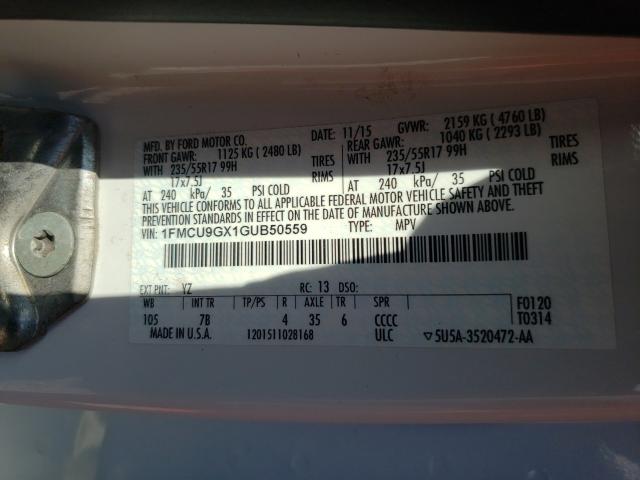 MFD. BY FORD MOTOR CO.
DATE: 11/15 GVWR: 2159 KG ( 4760 LB)
FRONT GAWR: 1125 KG ( 2480 LB) REAR GAWR: 1040 KG ( 2293 LB)
WITH 235/55R17 99H TIRES WITH 235/55R17 99H TIRES
17x7.5J RIMS 17x7.5J RIMS
AT 240 kPa/ 35 PSI COLD AT 240 kPa/ 35 PSI COLD
THIS VEHICLE CONFORMS TO ALL APPLICABLE FEDERAL MOTOR VEHICLE SAFETY AND THEFT
PREVENTION STANDARDS IN EFFECT ON THE DATE OF MANUFACTURE SHOWN ABOVE.
VIN: 1FMCU9GX1GUB50559 TYPE: MPV
EXT PNT: YZ RC: 13 DSO:
WB INT TR TP/PS R AXLE TR SPR F0120
105 7B 4 35 6 CCCC T0314
MADE IN U.S.A. 1201511028168 ULC ▽5U5A-3520472-AA